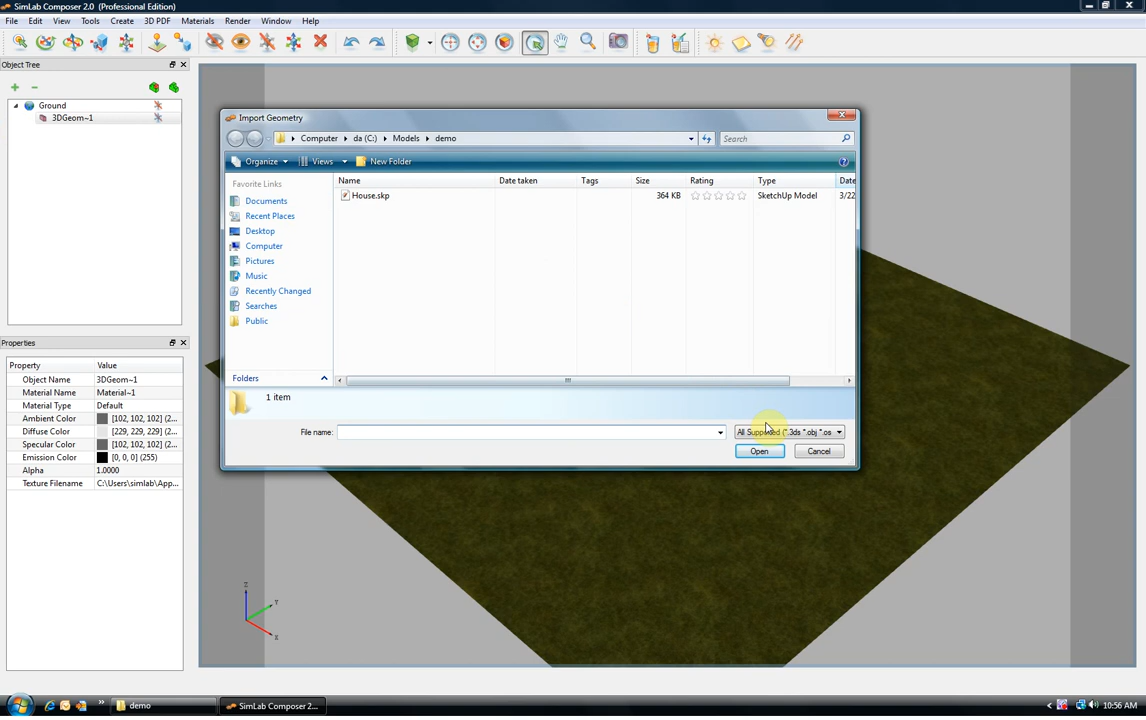 SimLab Composer 2.0 (Professional Edition)
File Edit View Tools Create 3D PDF Materials Render Window Help
Object Tree
Ground
3DGeom~1
Properties
Property Value
Object Name 3DGeom~1
Material Name Material~1
Material Type Default
Ambient Color [102, 102, 102] (2...
Diffuse Color [229, 229, 229] (2...
Specular Color [102, 102, 102] (2...
Emission Color [0, 0, 0] (255)
Alpha 1.0000
Texture Filename C:\Users\simlab\App...
Import Geometry
Computer da (C:) Models demo
Search
Organize Views New Folder
Favorite Links
Documents
Recent Places
Desktop
Computer
Pictures
Music
Recently Changed
Searches
Public
Folders
Name Date taken Tags Size Rating Type Date
House.skp 364 KB SketchUp Model 3/22
1 item
File name:
All Supported (*.3ds *.obj *.os
Open Cancel
Z
Y
X
demo
SimLab Composer 2...
10:56 AM